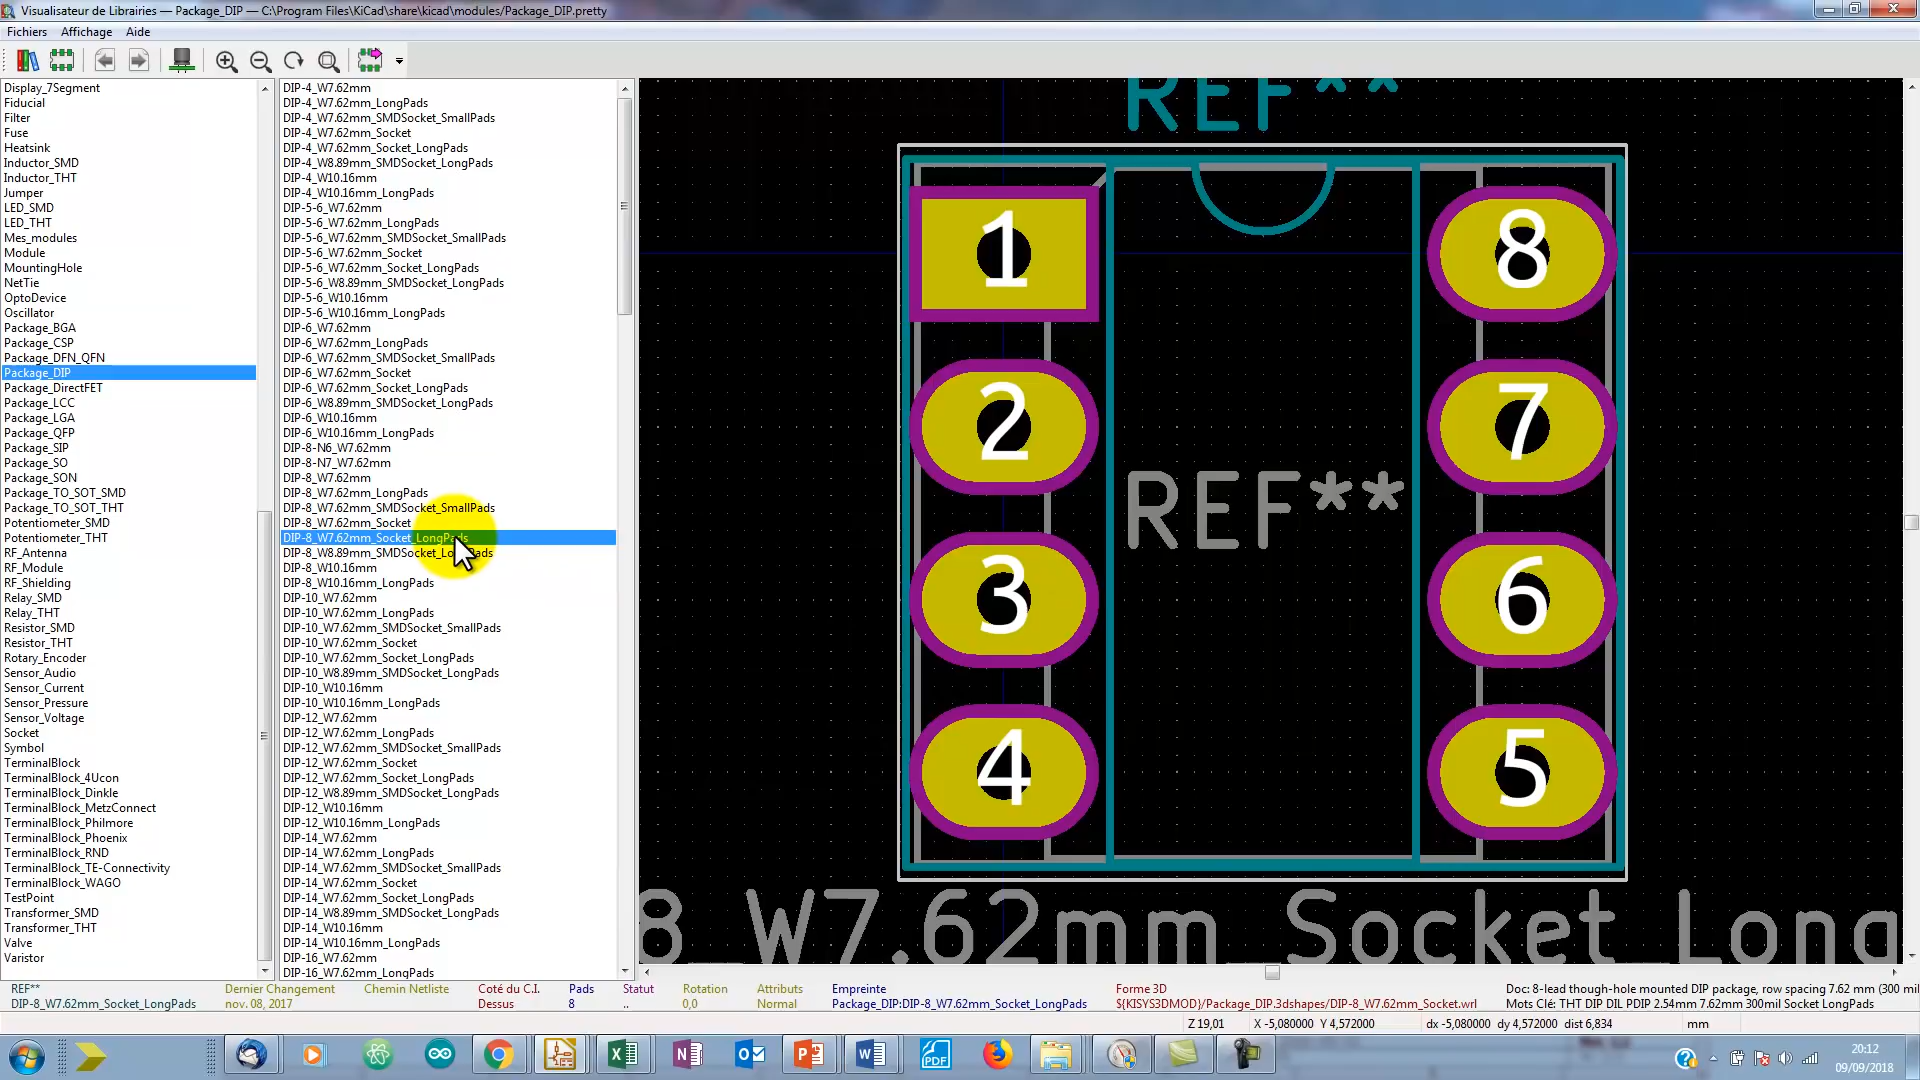 Visualisateur de Librairies — Package_DIP — C:\Program Files\KiCad\share\kicad\modules/Package_DIP.pretty
Fichiers Affichage Aide
Display_7Segment
Fiducial
Filter
Fuse
Heatsink
Inductor_SMD
Inductor_THT
Jumper
LED_SMD
LED_THT
Mes_modules
Module
MountingHole
NetTie
OptoDevice
Oscillator
Package_BGA
Package_CSP
Package_DFN_QFN
Package_DIP
Package_DirectFET
Package_LCC
Package_LGA
Package_QFP
Package_SIP
Package_SO
Package_SON
Package_TO_SOT_SMD
Package_TO_SOT_THT
Potentiometer_SMD
Potentiometer_THT
RF_Antenna
RF_Module
RF_Shielding
Relay_SMD
Relay_THT
Resistor_SMD
Resistor_THT
Rotary_Encoder
Sensor_Audio
Sensor_Current
Sensor_Pressure
Sensor_Voltage
Socket
Symbol
TerminalBlock
TerminalBlock_4Ucon
TerminalBlock_Dinkle
TerminalBlock_MetzConnect
TerminalBlock_Philmore
TerminalBlock_Phoenix
TerminalBlock_RND
TerminalBlock_TE-Connectivity
TerminalBlock_WAGO
TestPoint
Transformer_SMD
Transformer_THT
Valve
Varistor
DIP-4_W7.62mm
DIP-4_W7.62mm_LongPads
DIP-4_W7.62mm_SMDSocket_SmallPads
DIP-4_W7.62mm_Socket
DIP-4_W7.62mm_Socket_LongPads
DIP-4_W8.89mm_SMDSocket_LongPads
DIP-4_W10.16mm
DIP-4_W10.16mm_LongPads
DIP-5-6_W7.62mm
DIP-5-6_W7.62mm_LongPads
DIP-5-6_W7.62mm_SMDSocket_SmallPads
DIP-5-6_W7.62mm_Socket
DIP-5-6_W7.62mm_Socket_LongPads
DIP-5-6_W8.89mm_SMDSocket_LongPads
DIP-5-6_W10.16mm
DIP-5-6_W10.16mm_LongPads
DIP-6_W7.62mm
DIP-6_W7.62mm_LongPads
DIP-6_W7.62mm_SMDSocket_SmallPads
DIP-6_W7.62mm_Socket
DIP-6_W7.62mm_Socket_LongPads
DIP-6_W8.89mm_SMDSocket_LongPads
DIP-6_W10.16mm
DIP-6_W10.16mm_LongPads
DIP-8-N6_W7.62mm
DIP-8-N7_W7.62mm
DIP-8_W7.62mm
DIP-8_W7.62mm_LongPads
DIP-8_W7.62mm_SMDSocket_SmallPads
DIP-8_W7.62mm_Socket
DIP-8_W7.62mm_Socket_LongPads
DIP-8_W8.89mm_SMDSocket_LongPads
DIP-8_W10.16mm
DIP-8_W10.16mm_LongPads
DIP-10_W7.62mm
DIP-10_W7.62mm_LongPads
DIP-10_W7.62mm_SMDSocket_SmallPads
DIP-10_W7.62mm_Socket
DIP-10_W7.62mm_Socket_LongPads
DIP-10_W8.89mm_SMDSocket_LongPads
DIP-10_W10.16mm
DIP-10_W10.16mm_LongPads
DIP-12_W7.62mm
DIP-12_W7.62mm_LongPads
DIP-12_W7.62mm_SMDSocket_SmallPads
DIP-12_W7.62mm_Socket
DIP-12_W7.62mm_Socket_LongPads
DIP-12_W8.89mm_SMDSocket_LongPads
DIP-12_W10.16mm
DIP-12_W10.16mm_LongPads
DIP-14_W7.62mm
DIP-14_W7.62mm_LongPads
DIP-14_W7.62mm_SMDSocket_SmallPads
DIP-14_W7.62mm_Socket
DIP-14_W7.62mm_Socket_LongPads
DIP-14_W8.89mm_SMDSocket_LongPads
DIP-14_W10.16mm
DIP-14_W10.16mm_LongPads
DIP-16_W7.62mm
DIP-16_W7.62mm_LongPads
REF**
1 8
2 7
REF**
3 6
4 5
8_W7.62mm_Socket_Long
REF** Dernier Changement Chemin Netliste Coté du C.I. Pads Statut Rotation Attributs Empreinte Forme 3D Doc: 8-lead though-hole mounted DIP package, row spacing 7.62 mm (300 mil
DIP-8_W7.62mm_Socket_LongPads nov. 08, 2017 Dessus 8 .. 0,0 Normal Package_DIP:DIP-8_W7.62mm_Socket_LongPads ${KISYS3DMOD}/Package_DIP.3dshapes/DIP-8_W7.62mm_Socket.wrl Mots Clé: THT DIP DIL PDIP 2.54mm 7.62mm 300mil Socket LongPads
Z 19,01 X -5,080000 Y 4,572000 dx -5,080000 dy 4,572000 dist 6,834 mm
20:12
09/09/2018